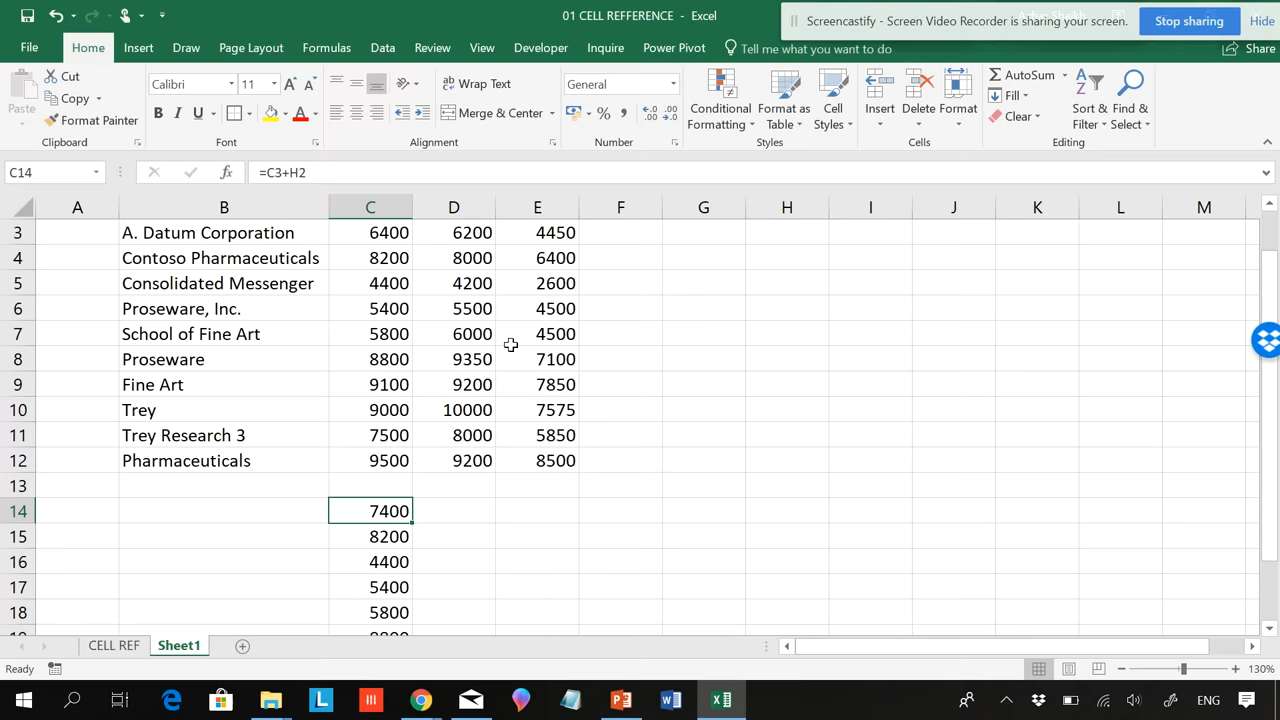 01 CELL REFFERENCE - Excel
Screencastify - Screen Video Recorder is sharing your screen.
Stop sharing
Hide
File Home Insert Draw Page Layout Formulas Data Review View Developer Inquire Power Pivot Tell me what you want to do Share
Paste
Cut
Copy
Format Painter
Calibri 11
B I U
A A
Wrap Text
Merge & Center
General
% ,
Conditional Formatting
Format as Table
Cell Styles
Insert
Delete
Format
AutoSum
Fill
Clear
Sort & Filter
Find & Select
Clipboard Font Alignment Number Styles Cells Editing
C14 fx =C3+H2
A B C D E F G H I J K L M
3 A. Datum Corporation 6400 6200 4450
4 Contoso Pharmaceuticals 8200 8000 6400
5 Consolidated Messenger 4400 4200 2600
6 Proseware, Inc. 5400 5500 4500
7 School of Fine Art 5800 6000 4500
8 Proseware 8800 9350 7100
9 Fine Art 9100 9200 7850
10 Trey 9000 10000 7575
11 Trey Research 3 7500 8000 5850
12 Pharmaceuticals 9500 9200 8500
13
14 7400
15 8200
16 4400
17 5400
18 5800
CELL REF Sheet1
Ready 130%
ENG